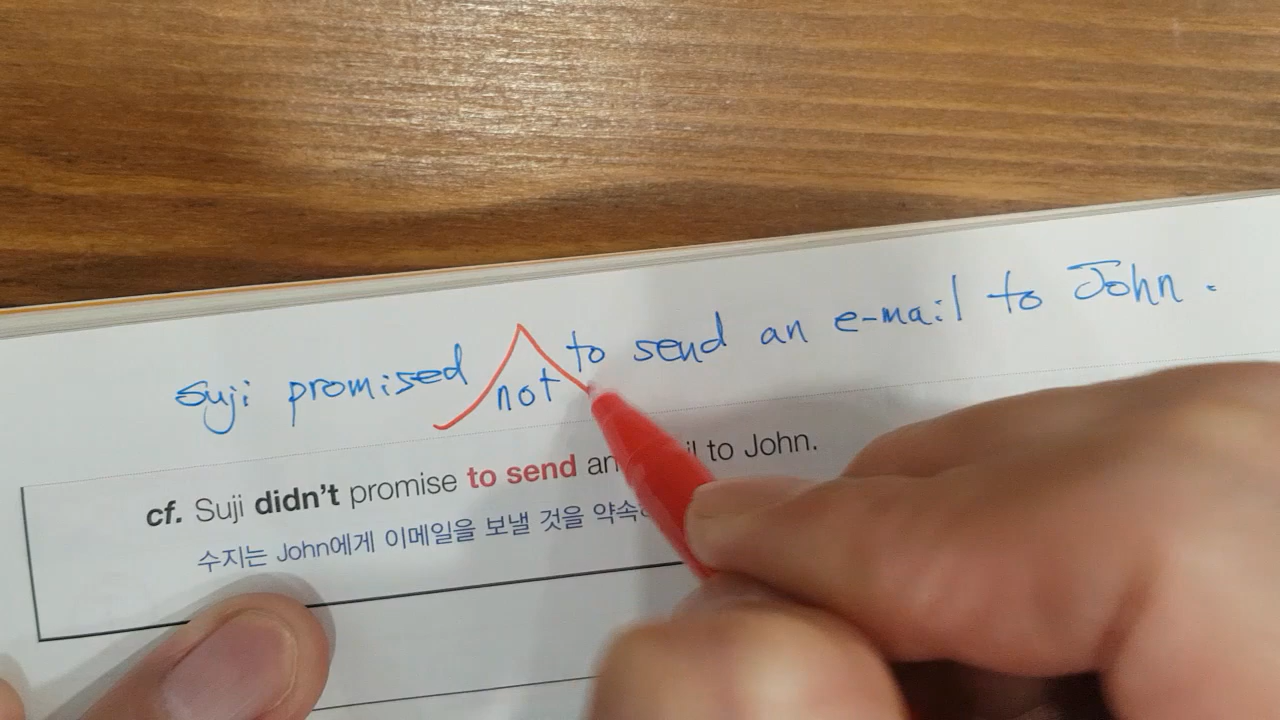 Suji promised to send an e-mail to John.
not
cf. Suji didn't promise to send an il to John.
수지는 John에게 이메일을 보낼 것을 약속